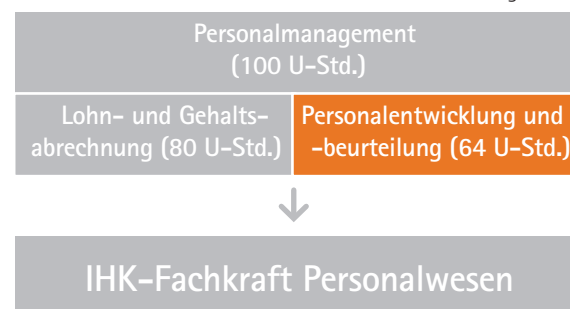 Personalmanagement
(100 U-Std.)
Lohn- und Gehalts-
abrechnung (80 U-Std.)
Personalentwicklung und
-beurteilung (64 U-Std.)
IHK-Fachkraft Personalwesen